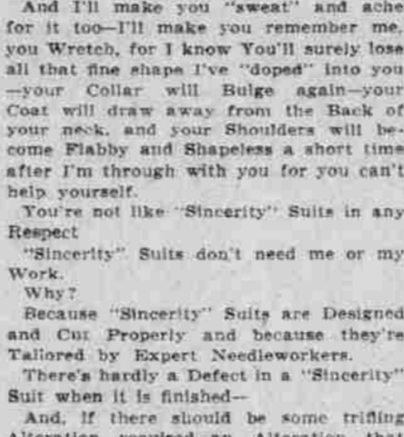 And I'll make you "sweat" and ache
for it too—I'll make you remember me,
you Wretch, for I know You'll surely lose
all that fine shape I've "doped" into you
—your Collar will Bulge again—your
Coat will draw away from the Back of
your neck, and your Shoulders will be-
come Flabby and Shapeless a short time
after I'm through with you for you can't
help yourself.
You're not like "Sincerity" Suits in any
Respect
"Sincerity" Suits don't need me or my
Work.
Why?
Because "Sincerity" Suits are Designed
and Cut Properly and because they're
Tailored by Expert Needleworkers.
There's hardly a Defect in a "Sincerity"
Suit when it is finished—
And, if there should be some trifling
Alteration required an Alteration that